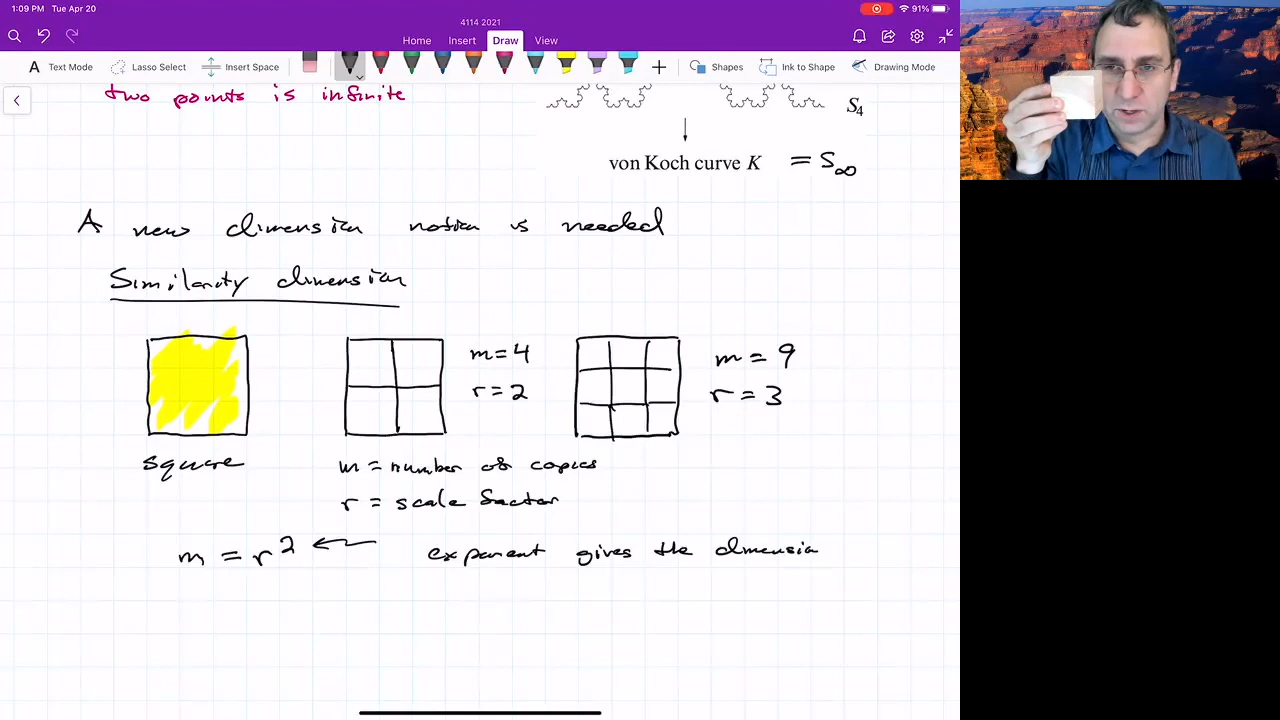 1:09 PM Tue Apr 20
91%
4114 2021
Home Insert Draw View
Text Mode Lasso Select Insert Space Shapes Ink to Shape Drawing Mode
two points is infinite
S4
von Koch curve K = S∞
A new dimension notion is needed
Similarity dimension
m=4 m = 9
r=2 r = 3
square m = number of copies
r = scale factor
m = r² ← exponent gives the dimension